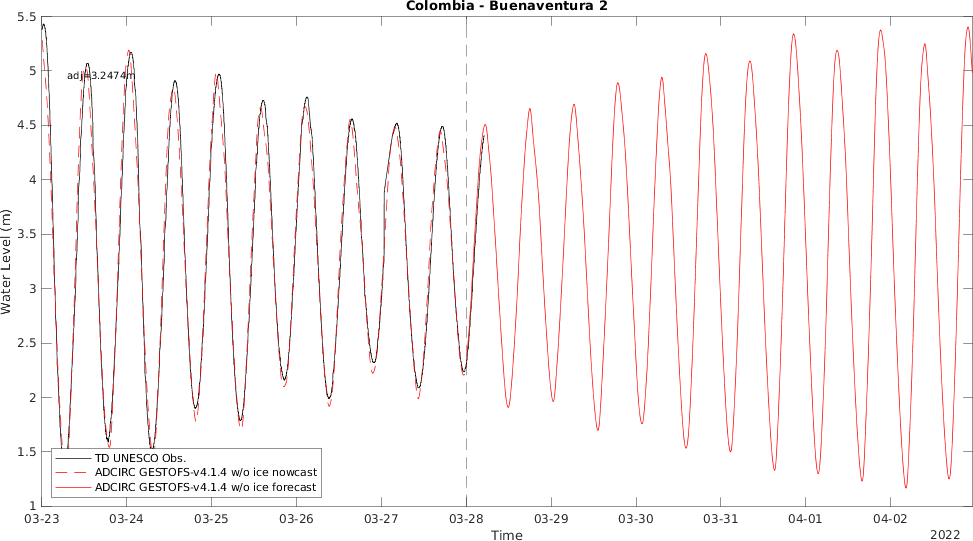 Colombia - Buenaventura 2
5.5
5
4.5
4
3.5
3
2.5
2
1.5
1
Water Level (m)
adj=3.2474m
TD UNESCO Obs.
ADCIRC GESTOFS-v4.1.4 w/o ice nowcast
ADCIRC GESTOFS-v4.1.4 w/o ice forecast
03-23 03-24 03-25 03-26 03-27 03-28 03-29 03-30 03-31 04-01 04-02
Time
2022